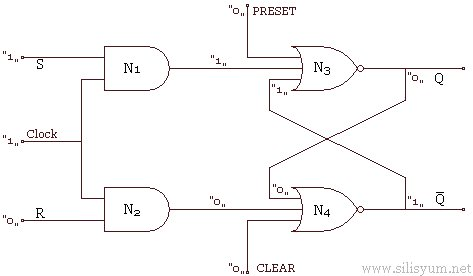 "0„ PRESET
"1„ S N1 "1„ N3 "0„ Q
"1„
"1„ Clock
"0„ "1„ Q̅
"0„ R N2 "0„ N4
"0„ CLEAR
www.silisyum.net